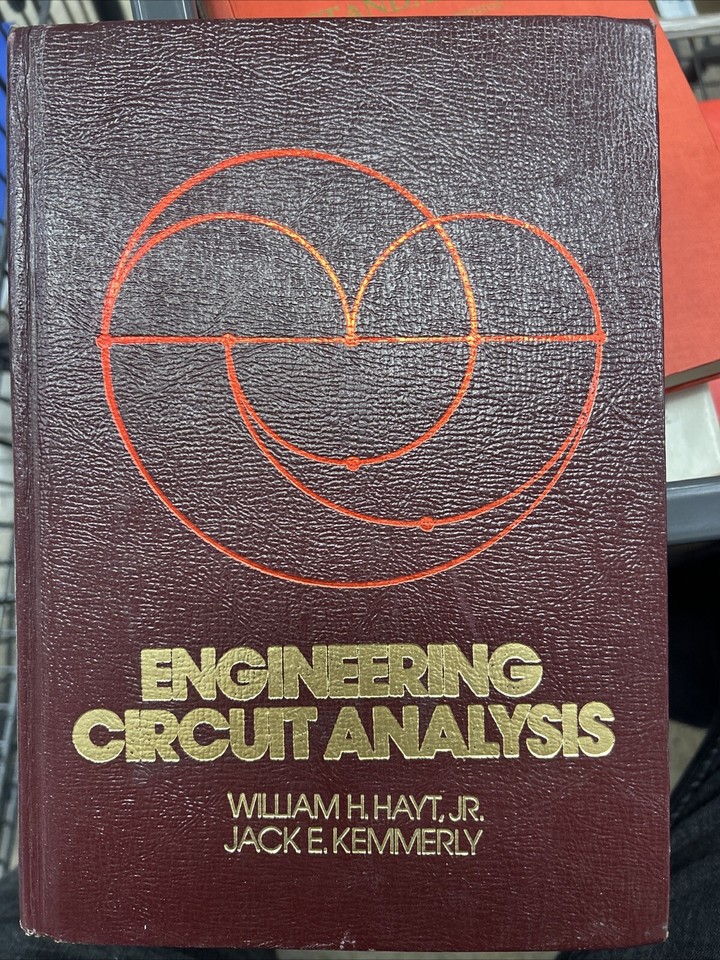 ENGINEERING
CIRCUIT ANALYSIS
WILLIAM H. HAYT, JR.
JACK E. KEMMERLY